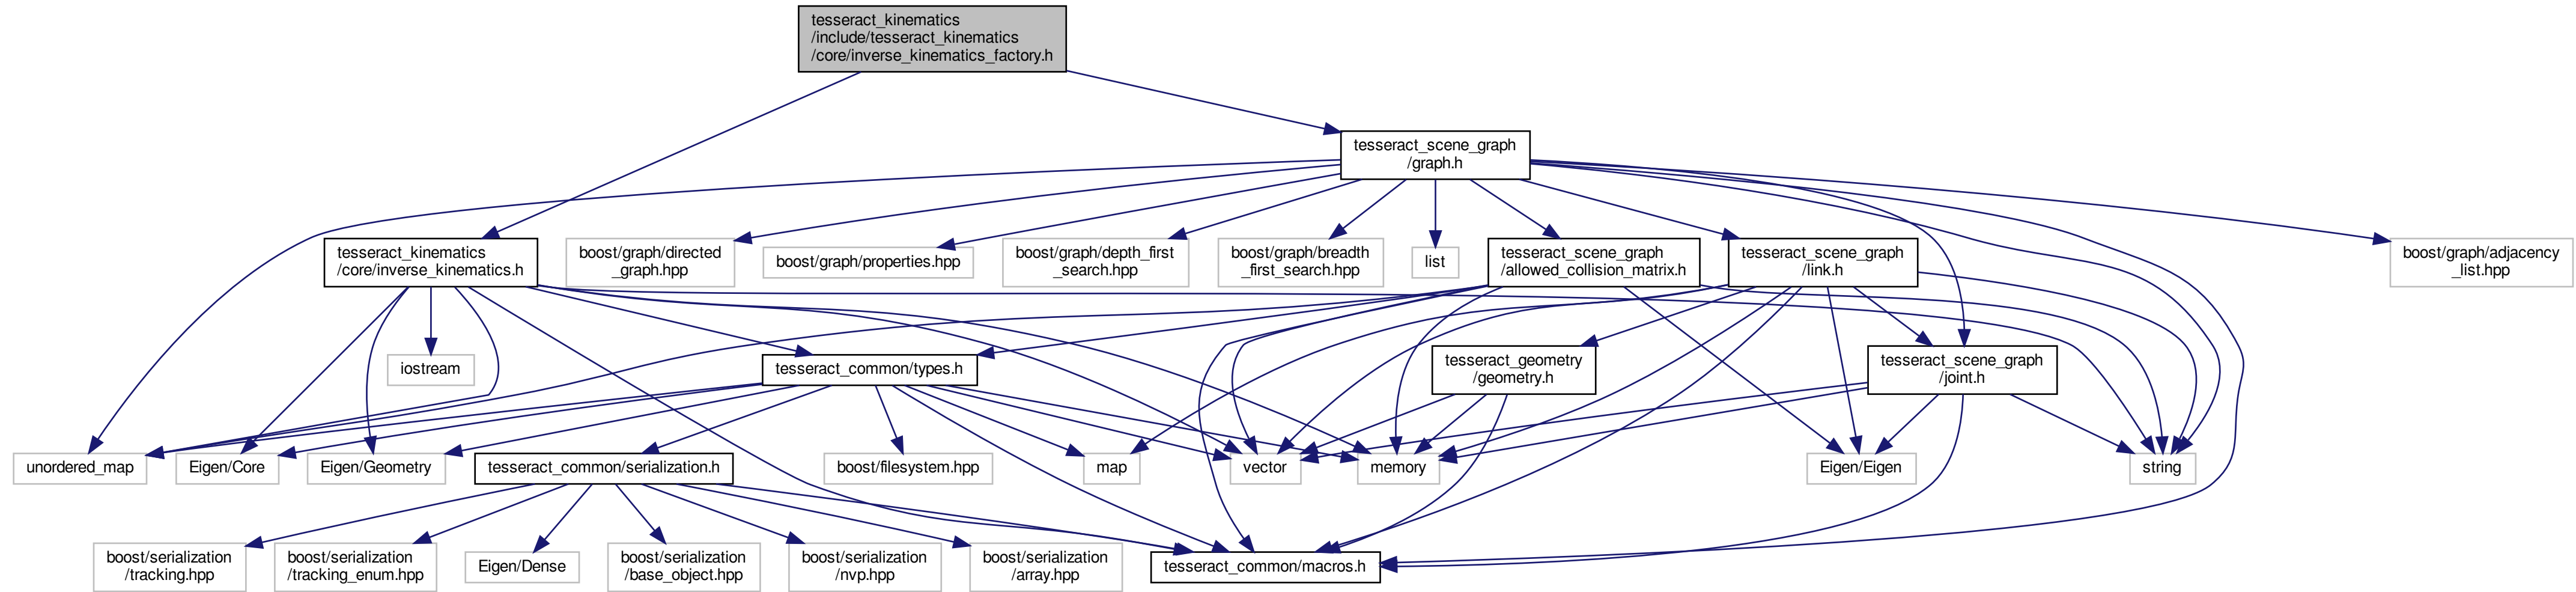 tesseract_kinematics
/include/tesseract_kinematics
/core/inverse_kinematics_factory.h
tesseract_scene_graph
/graph.h
tesseract_kinematics
/core/inverse_kinematics.h
boost/graph/directed
_graph.hpp
boost/graph/properties.hpp
boost/graph/depth_first
_search.hpp
boost/graph/breadth
_first_search.hpp
list
tesseract_scene_graph
/allowed_collision_matrix.h
tesseract_scene_graph
/link.h
boost/graph/adjacency
_list.hpp
iostream
tesseract_common/types.h
tesseract_geometry
/geometry.h
tesseract_scene_graph
/joint.h
unordered_map
Eigen/Core
Eigen/Geometry
tesseract_common/serialization.h
boost/filesystem.hpp
map
vector
memory
Eigen/Eigen
string
boost/serialization
/tracking.hpp
boost/serialization
/tracking_enum.hpp
Eigen/Dense
boost/serialization
/base_object.hpp
boost/serialization
/nvp.hpp
boost/serialization
/array.hpp
tesseract_common/macros.h